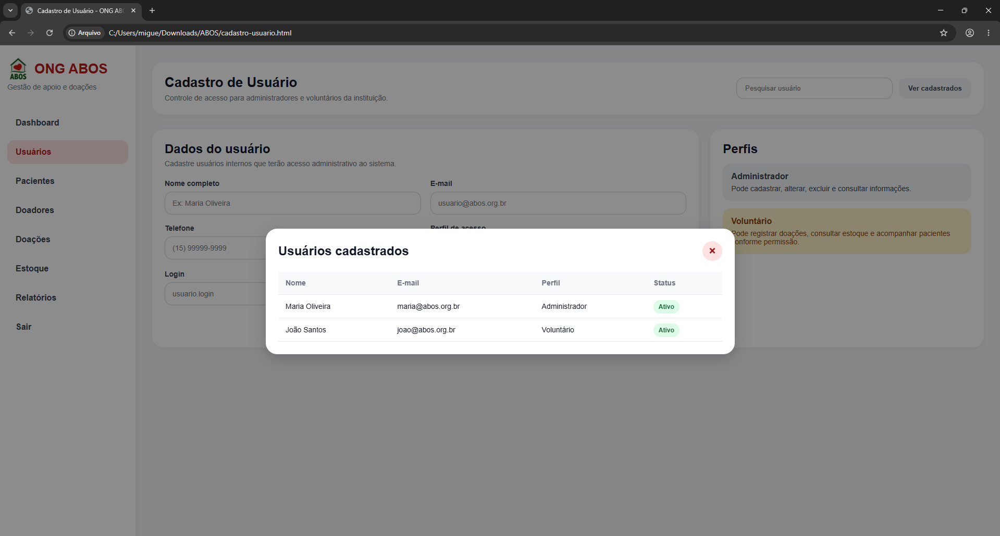 Cadastro de Usuário - ONG AB
Arquivo
C:/Users/migue/Downloads/ABOS/cadastro-usuario.html
ABOS
ONG ABOS
Gestão de apoio e doações
Dashboard
Usuários
Pacientes
Doadores
Doações
Estoque
Relatórios
Sair
Cadastro de Usuário
Controle de acesso para administradores e voluntários da instituição.
Pesquisar usuário
Ver cadastrados
Dados do usuário
Cadastre usuários internos que terão acesso administrativo ao sistema.
Nome completo
E-mail
Ex: Maria Oliveira
usuario@abos.org.br
Telefone
Perfil de acesso
(15) 99999-9999
Login
usuario.login
Perfis
Administrador
Pode cadastrar, alterar, excluir e consultar informações.
Voluntário
Pode registrar doações, consultar estoque e acompanhar pacientes
conforme permissão.
Usuários cadastrados
×
Nome E-mail Perfil Status
Maria Oliveira maria@abos.org.br Administrador Ativo
João Santos joao@abos.org.br Voluntário Ativo